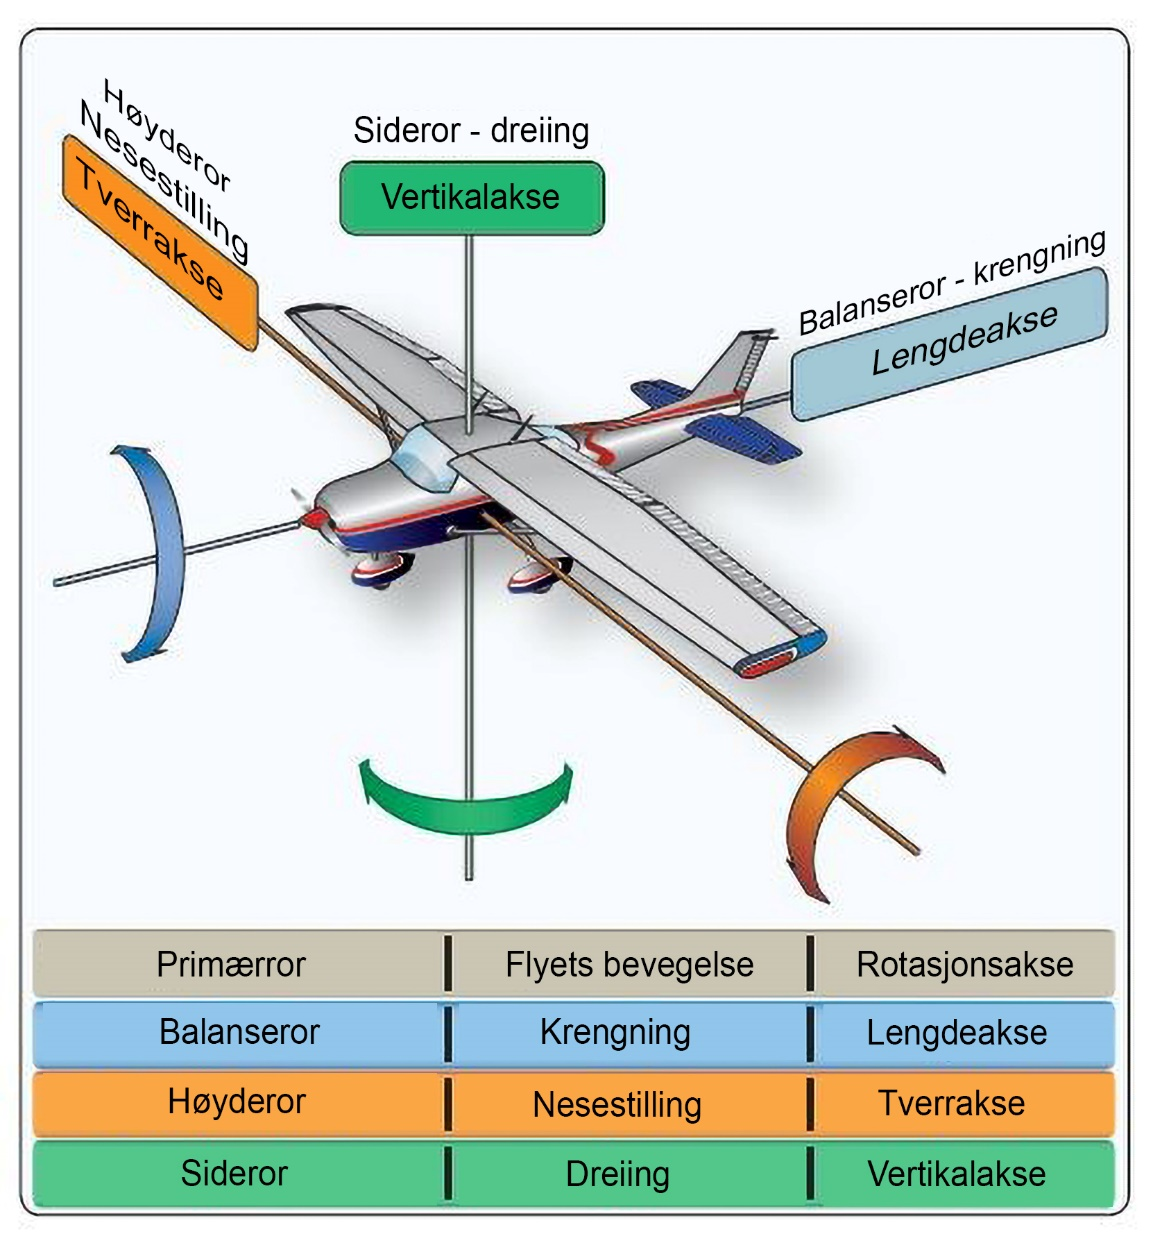 Høyderor
Nesestilling
Tverrakse
Sideror - dreiing
Vertikalakse
Balanseror - krengning
Lengdeakse
Primærror Flyets bevegelse Rotasjonsakse
Balanseror Krengning Lengdeakse
Høyderor Nesestilling Tverrakse
Sideror Dreiing Vertikalakse